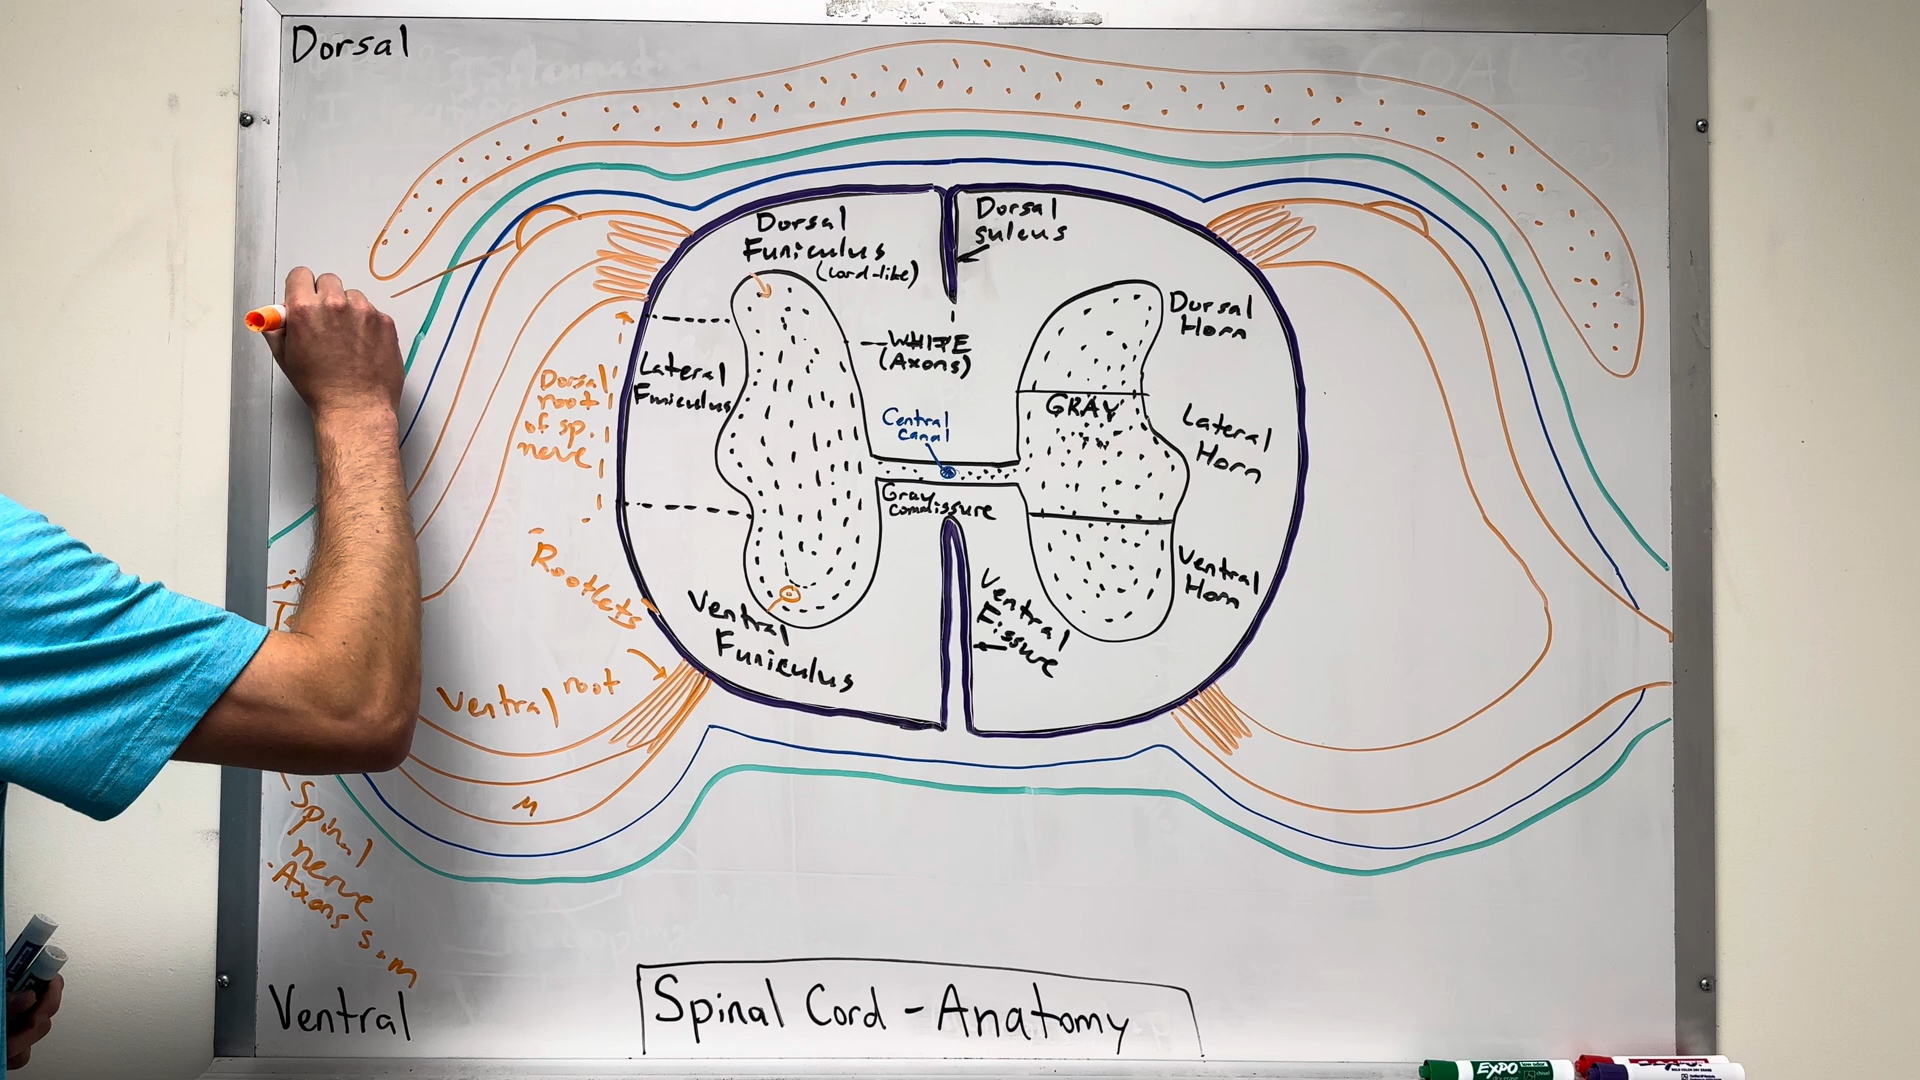 Dorsal
Dorsal
Funiculus
(cord-like)
Dorsal
sulcus
WHITE
(Axons)
Dorsal
Horn
Lateral
Funiculus
GRAY
Central
canal
Lateral
Horn
Dorsal
root
of sp.
nerve
Gray
commissure
Rootlets
Ventral
Horn
Ventral
Fissure
Ventral
Funiculus
Ventral root
M
Spinal
nerve
Axons s.m
Ventral
Spinal Cord - Anatomy
EXPO